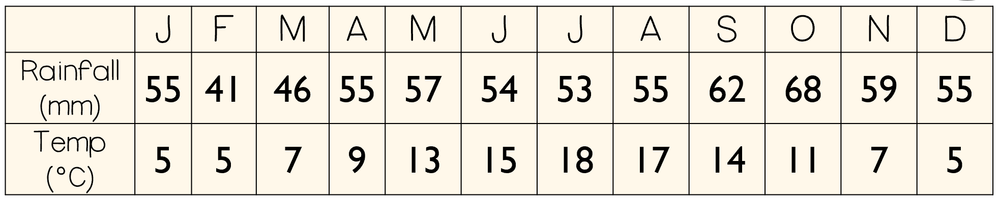 J F M A M J J A S O N D
Rainfall
(mm) 55 41 46 55 57 54 53 55 62 68 59 55
Temp
(°C) 5 5 7 9 13 15 18 17 14 11 7 5